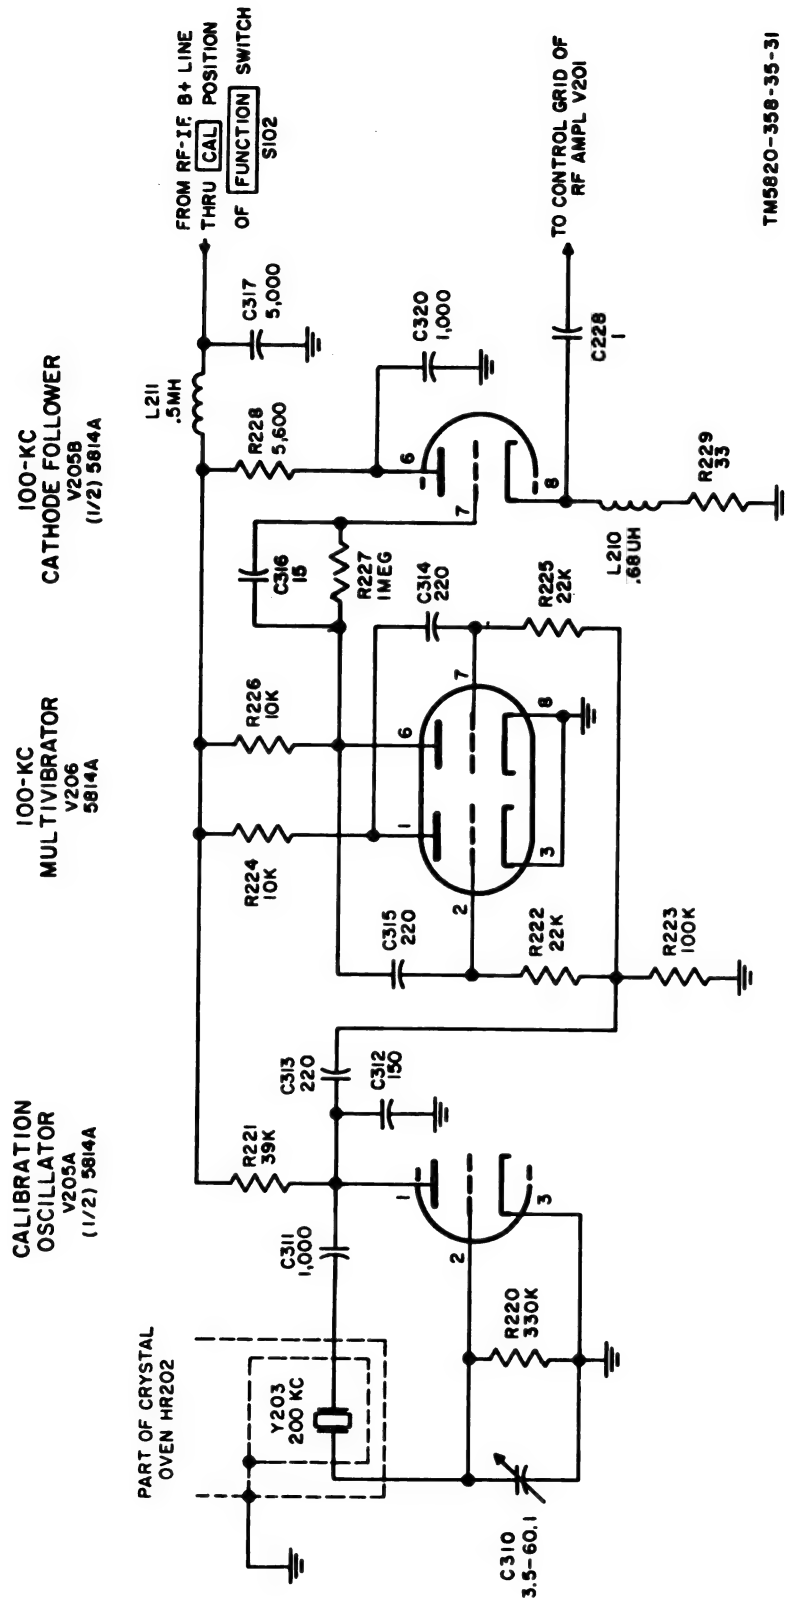 CALIBRATION
OSCILLATOR
V205A
(1/2) 5814A
100-KC
MULTIVIBRATOR
V206
5814A
100-KC
CATHODE FOLLOWER
V205B
(1/2) 5814A
PART OF CRYSTAL
OVEN HR202
Y203
200 KC
C310
3.5-60.1
R220
330K
C311
1,000
R221
39K
2
1
3
C313
220
C312
150
C315
220
R222
22K
R223
100K
R224
10K
R226
10K
2
1
3
6
7
8
C316
15
R227
1MEG
C314
220
R225
22K
L211
.5MH
R228
5,600
6
7
8
C317
5,000
C320
1,000
L210
.68UH
R229
33
C228
1
FROM RF-IF, B+ LINE
THRU CAL POSITION
OF FUNCTION SWITCH
S102
TO CONTROL GRID OF
RF AMPL V201
TM5820-358-35-31